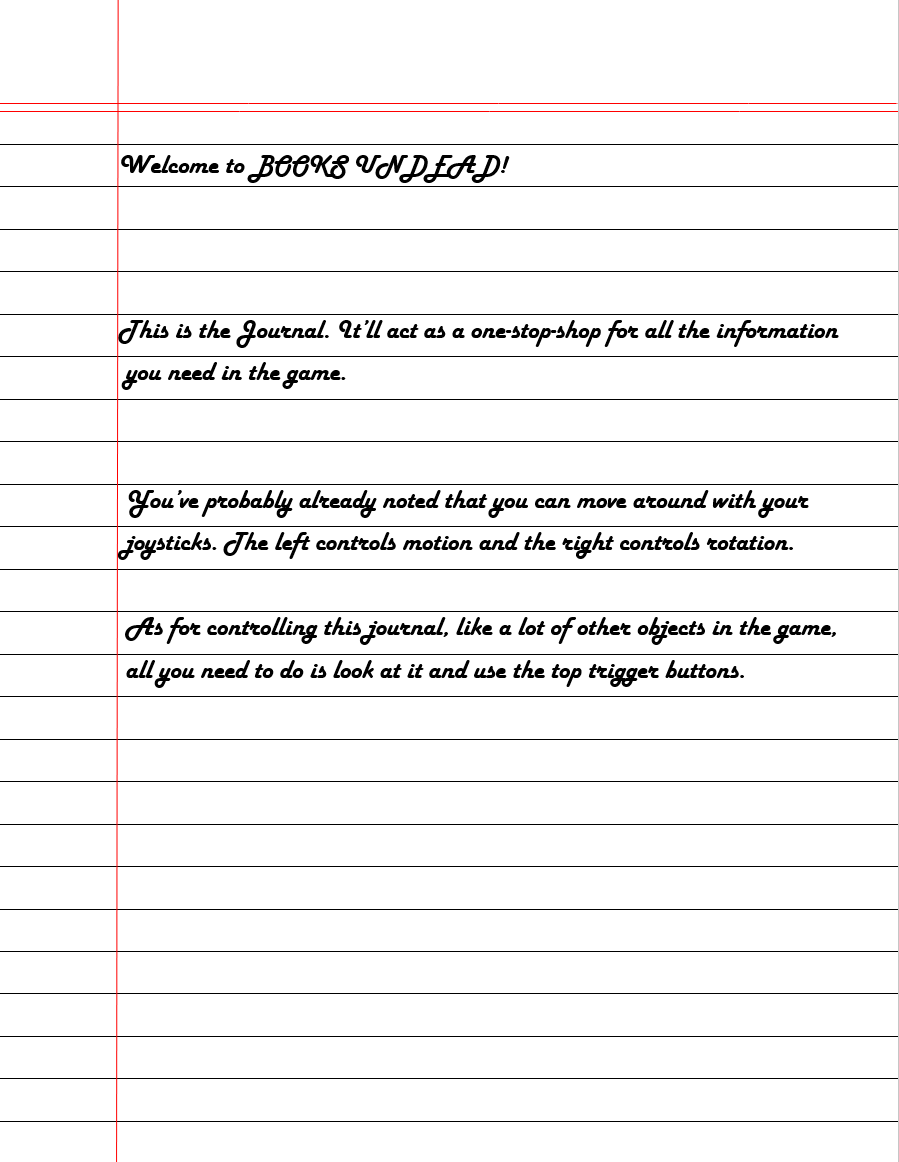 Welcome to BOOKS UNDEAD!
This is the Journal. It'll act as a one-stop-shop for all the information
you need in the game.
You've probably already noted that you can move around with your
joysticks. The left controls motion and the right controls rotation.
As for controlling this journal, like a lot of other objects in the game,
all you need to do is look at it and use the top trigger buttons.